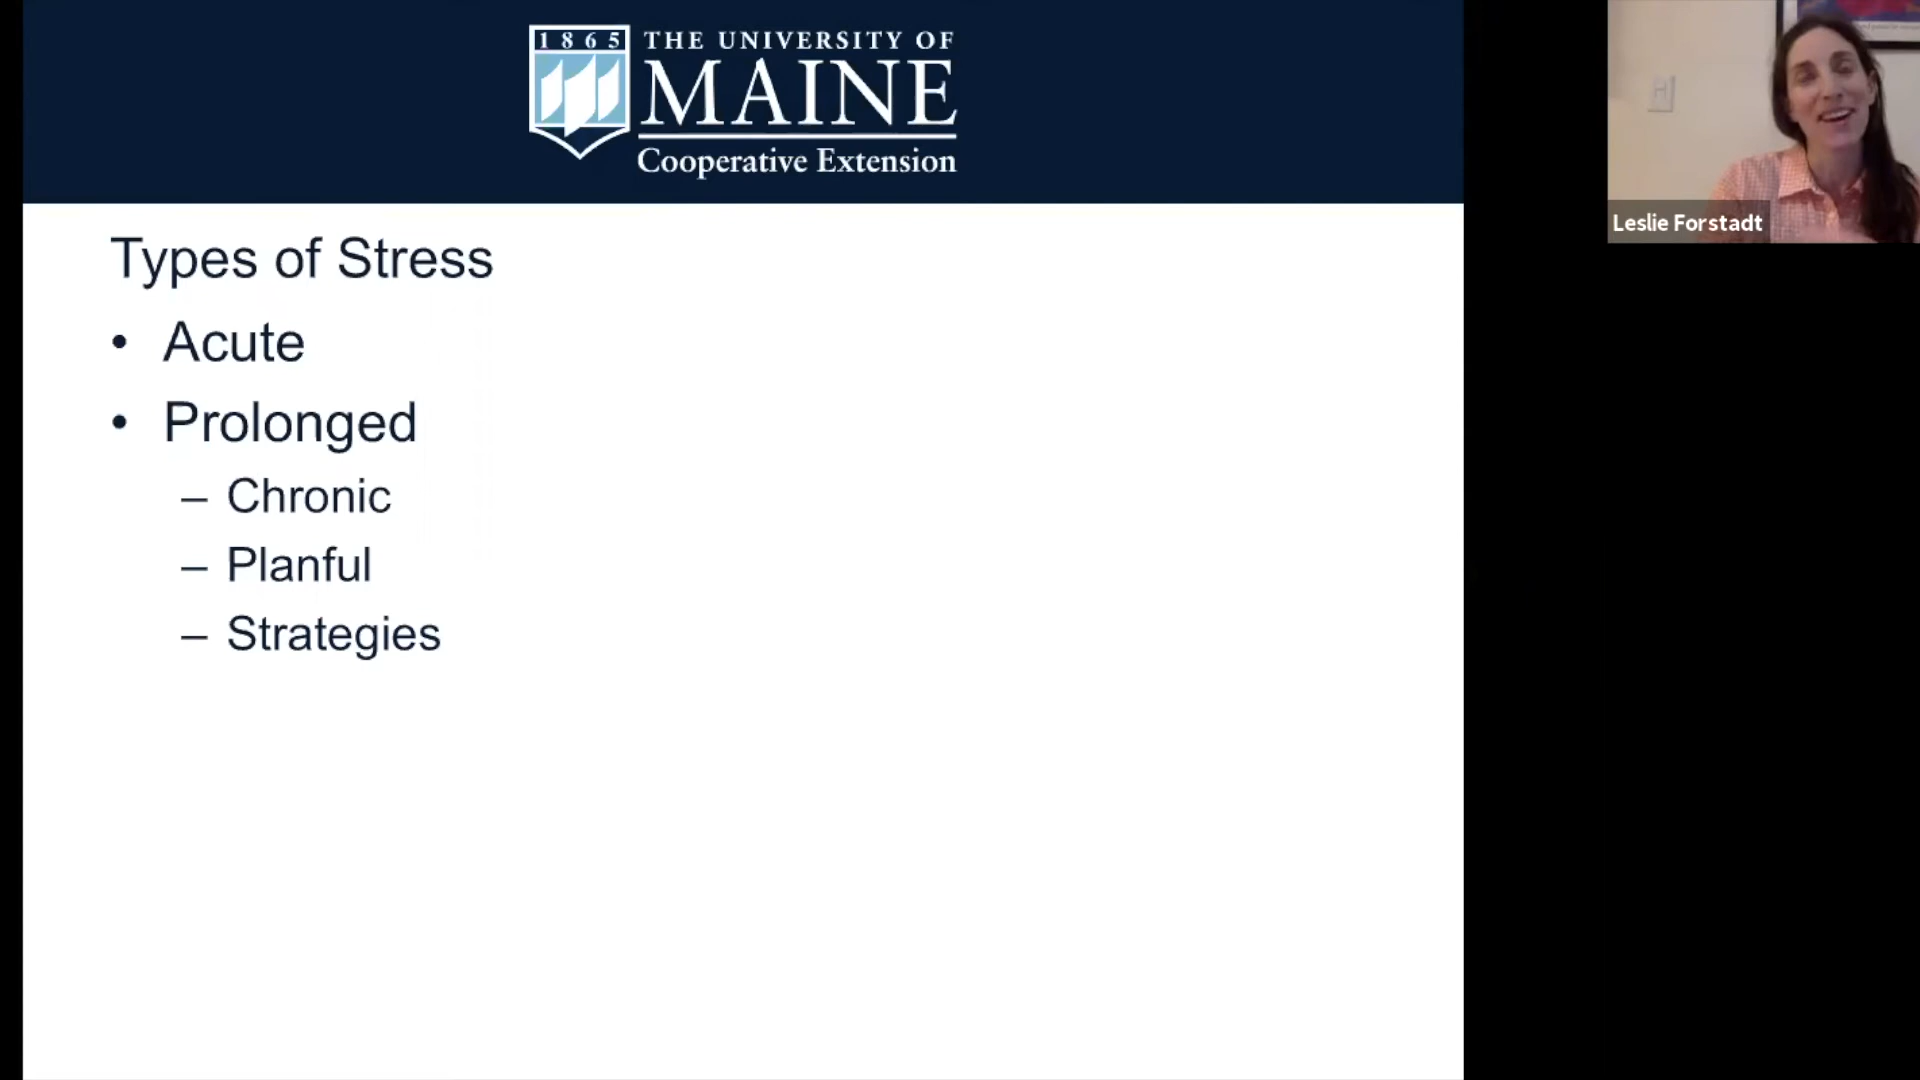 1865
THE UNIVERSITY OF
MAINE
Cooperative Extension
Types of Stress
• Acute
• Prolonged
– Chronic
– Planful
– Strategies
Leslie Forstadt